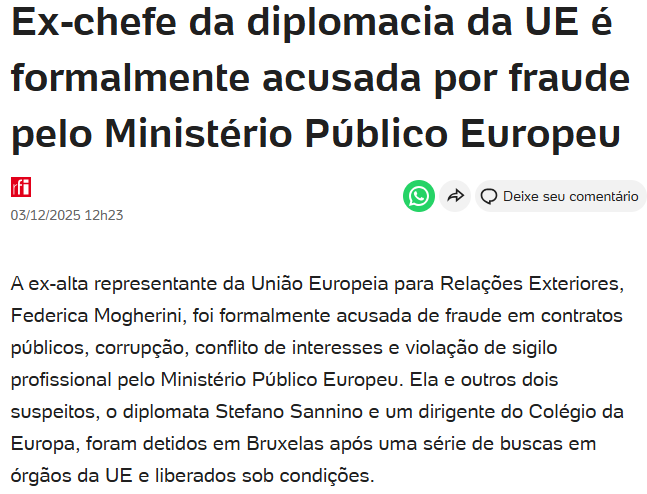 Ex-chefe da diplomacia da UE é
formalmente acusada por fraude
pelo Ministério Público Europeu
rfi
03/12/2025 12h23
Deixe seu comentário
A ex-alta representante da União Europeia para Relações Exteriores,
Federica Mogherini, foi formalmente acusada de fraude em contratos
públicos, corrupção, conflito de interesses e violação de sigilo
profissional pelo Ministério Público Europeu. Ela e outros dois
suspeitos, o diplomata Stefano Sannino e um dirigente do Colégio da
Europa, foram detidos em Bruxelas após uma série de buscas em
órgãos da UE e liberados sob condições.